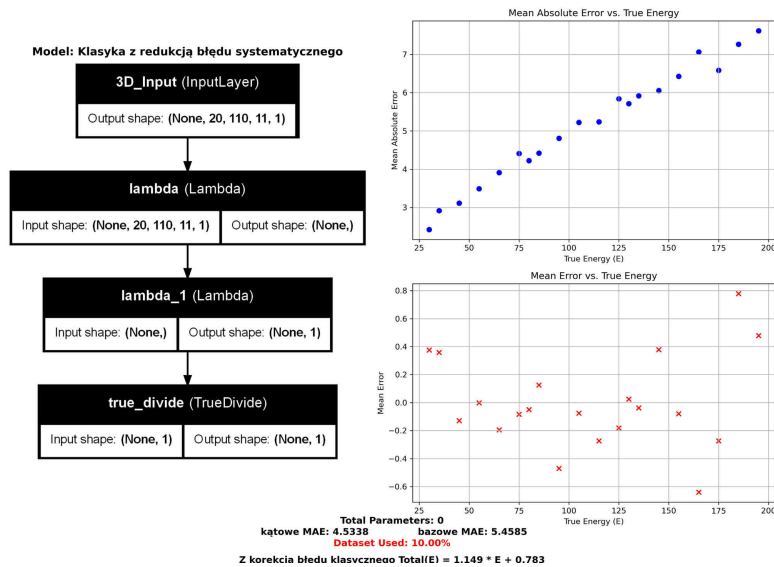 Model: Klasyka z redukcją błędu systematycznego
3D_Input (InputLayer)
Output shape: (None, 20, 110, 11, 1)
lambda (Lambda)
Input shape: (None, 20, 110, 11, 1)
Output shape: (None,)
lambda_1 (Lambda)
Input shape: (None,)
Output shape: (None, 1)
true_divide (TrueDivide)
Input shape: (None, 1)
Output shape: (None, 1)
Mean Absolute Error vs. True Energy
Mean Absolute Error
7
6
5
4
3
25 50 75 100 125 150 175 200
True Energy (E)
Mean Error vs. True Energy
Mean Error
0.8
0.6
0.4
0.2
0.0
−0.2
−0.4
−0.6
25 50 75 100 125 150 175 200
True Energy (E)
Total Parameters: 0
kątowe MAE: 4.5338 bazowe MAE: 5.4585
Dataset Used: 10.00%
Z korekcją błędu klasycznego Total(E) = 1.149 * E + 0.783